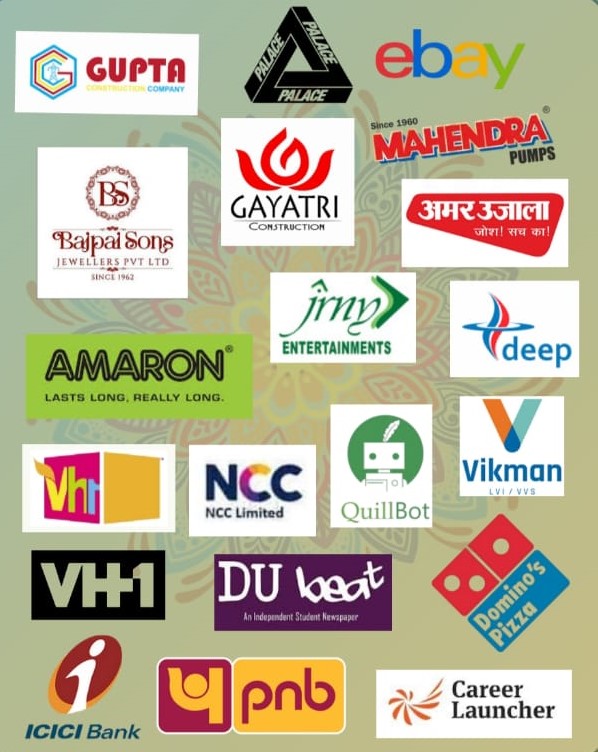 GUPTA
CONSTRUCTION COMPANY
PALACE
PALACE
PALACE
ebay
Since 1960
MAHENDRA®
PUMPS
BS
Bajpai Sons
JEWELLERS PVT LTD
SINCE 1962
GAYATRI
CONSTRUCTION
अमर उजाला
जोश! सच का!
jrny
ENTERTAINMENTS
deep
AMARON®
LASTS LONG, REALLY LONG.
Vh1
NCC
NCC Limited
QuillBot
Vikman
LVI / VVS
VH1
DU beat
An Independent Student Newspaper
Domino's
Pizza
ICICI Bank
pnb
Career
Launcher